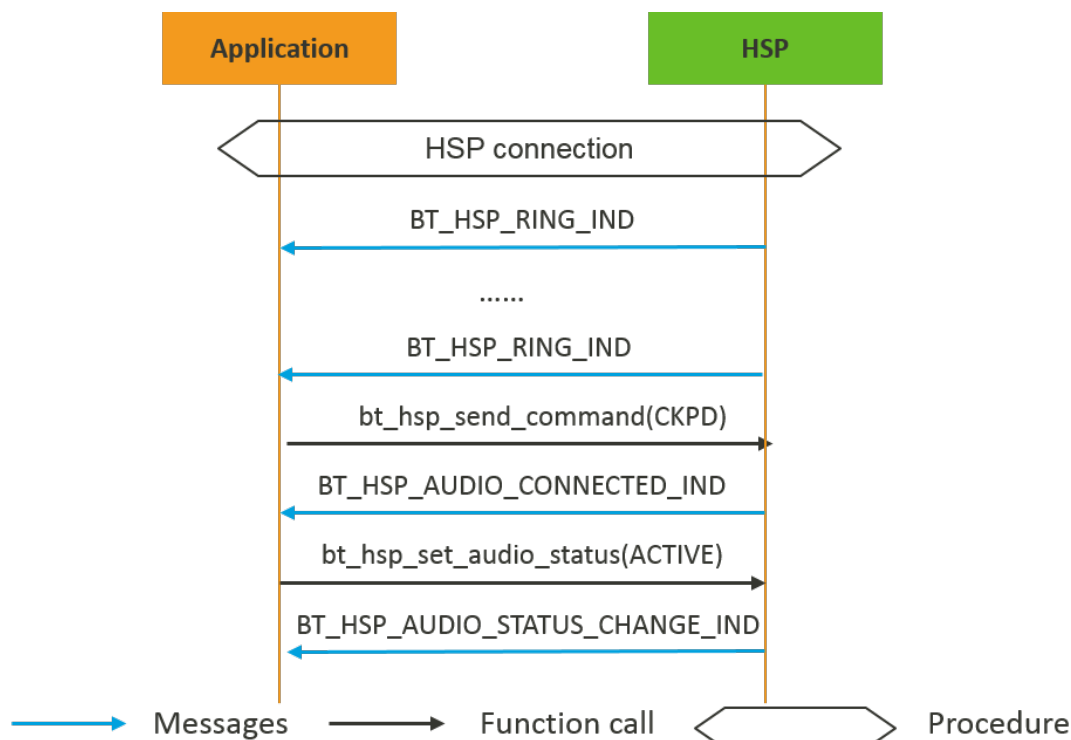 Application HSP
HSP connection
BT_HSP_RING_IND
......
BT_HSP_RING_IND
bt_hsp_send_command(CKPD)
BT_HSP_AUDIO_CONNECTED_IND
bt_hsp_set_audio_status(ACTIVE)
BT_HSP_AUDIO_STATUS_CHANGE_IND
Messages Function call Procedure